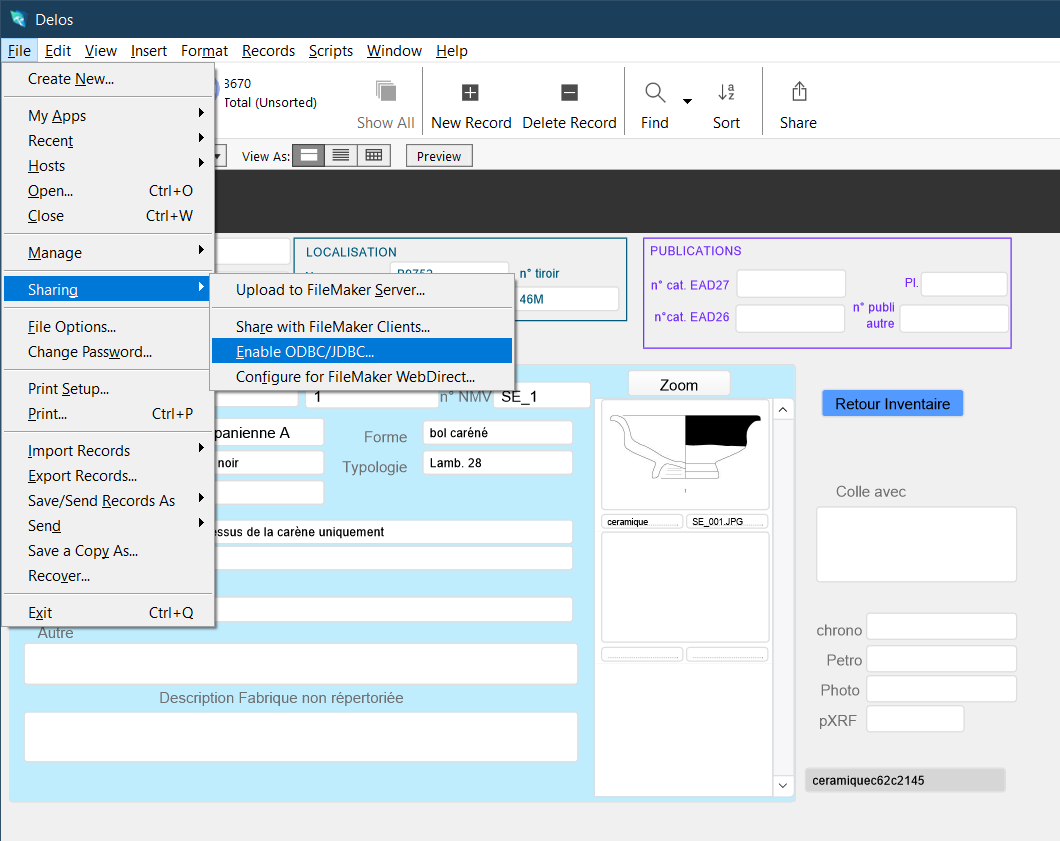 Delos
File Edit View Insert Format Records Scripts Window Help
Create New...
My Apps
Recent
Hosts
Open... Ctrl+O
Close Ctrl+W
Manage
Sharing
File Options...
Change Password...
Print Setup...
Print... Ctrl+P
Import Records
Export Records...
Save/Send Records As
Send
Save a Copy As...
Recover...
Exit Ctrl+Q
Upload to FileMaker Server...
Share with FileMaker Clients...
Enable ODBC/JDBC...
Configure for FileMaker WebDirect...
3670
Total (Unsorted)
Show All New Record Delete Record Find Sort Share
View As: Preview
LOCALISATION
n° tiroir
46M
PUBLICATIONS
n° cat. EAD27 Pl.
n°cat. EAD26 n° publi
autre
1 n° NMV SE_1
panienne A Forme bol caréné
noir Typologie Lamb. 28
essus de la carène uniquement
Autre
Description Fabrique non répertoriée
Zoom
ceramique SE_001.JPG
Retour Inventaire
Colle avec
chrono
Petro
Photo
pXRF
ceramiquec62c2145